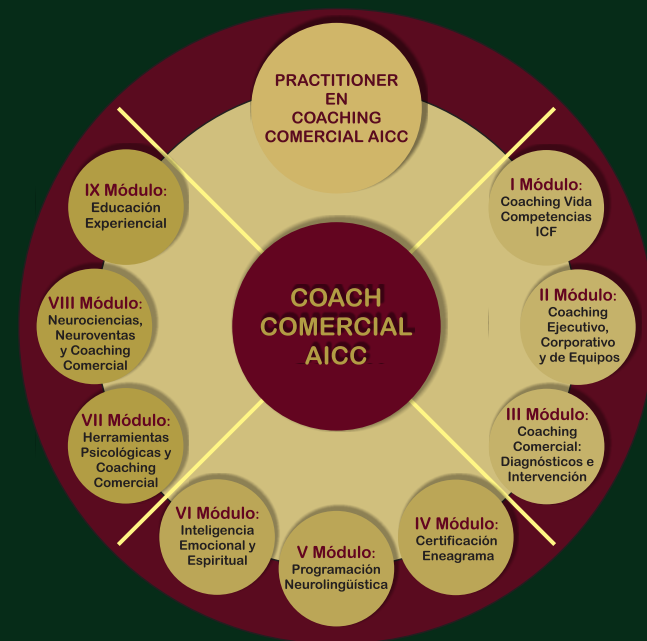 PRACTITIONER
EN
COACHING
COMERCIAL AICC
I Módulo:
Coaching Vida
Competencias
ICF
II Módulo:
Coaching
Ejecutivo,
Corporativo
y de Equipos
III Módulo:
Coaching
Comercial:
Diagnósticos e
Intervención
IV Módulo:
Certificación
Eneagrama
V Módulo:
Programación
Neurolingüística
VI Módulo:
Inteligencia
Emocional y
Espiritual
VII Módulo:
Herramientas
Psicológicas y
Coaching
Comercial
VIII Módulo:
Neurociencias,
Neuroventas
y Coaching
Comercial
IX Módulo:
Educación
Experiencial
COACH
COMERCIAL
AICC